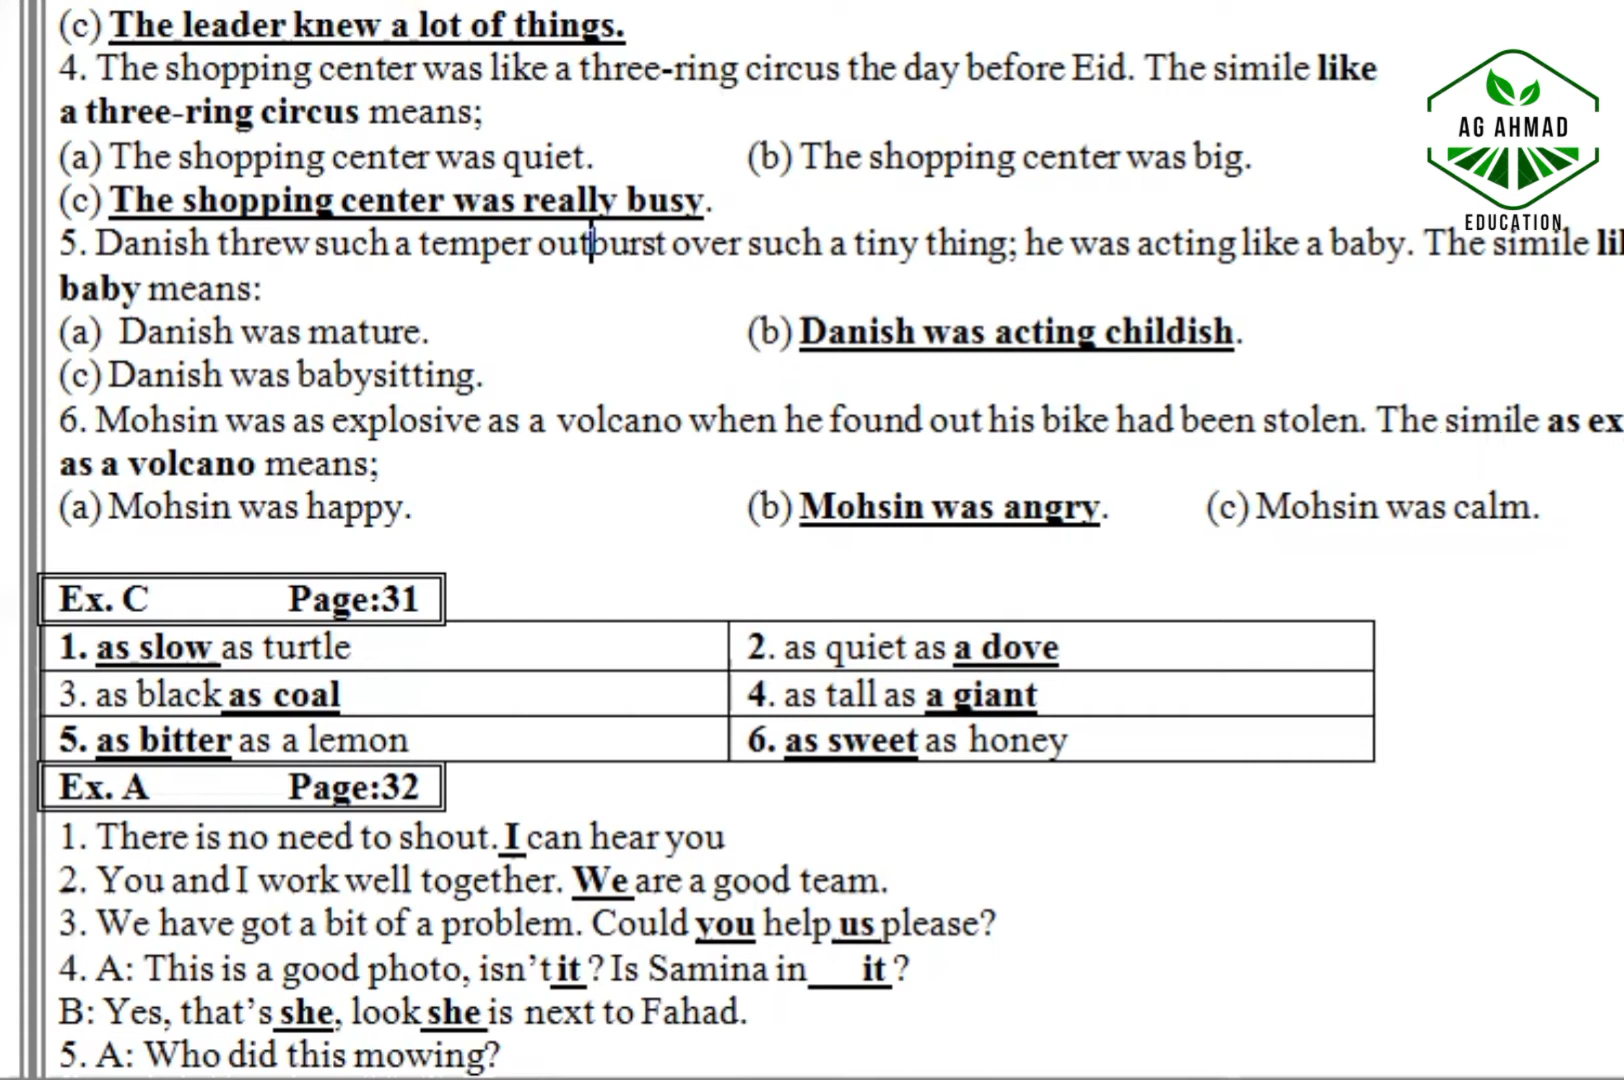 (c) The leader knew a lot of things.
4. The shopping center was like a three-ring circus the day before Eid. The simile like
a three-ring circus means;
(a) The shopping center was quiet. (b) The shopping center was big.
(c) The shopping center was really busy.
5. Danish threw such a temper outburst over such a tiny thing; he was acting like a baby. The simile
baby means:
(a) Danish was mature. (b) Danish was acting childish.
(c) Danish was babysitting.
6. Mohsin was as explosive as a volcano when he found out his bike had been stolen. The simile as
as a volcano means;
(a) Mohsin was happy. (b) Mohsin was angry. (c) Mohsin was calm.
Ex. C Page:31
1. as slow as turtle 2. as quiet as a dove
3. as black as coal 4. as tall as a giant
5. as bitter as a lemon 6. as sweet as honey
Ex. A Page:32
1. There is no need to shout. I can hear you
2. You and I work well together. We are a good team.
3. We have got a bit of a problem. Could you help us please?
4. A: This is a good photo, isn't it? Is Samina in it?
B: Yes, that's she, look she is next to Fahad.
5. A: Who did this mowing?
AG AHMAD
EDUCATION